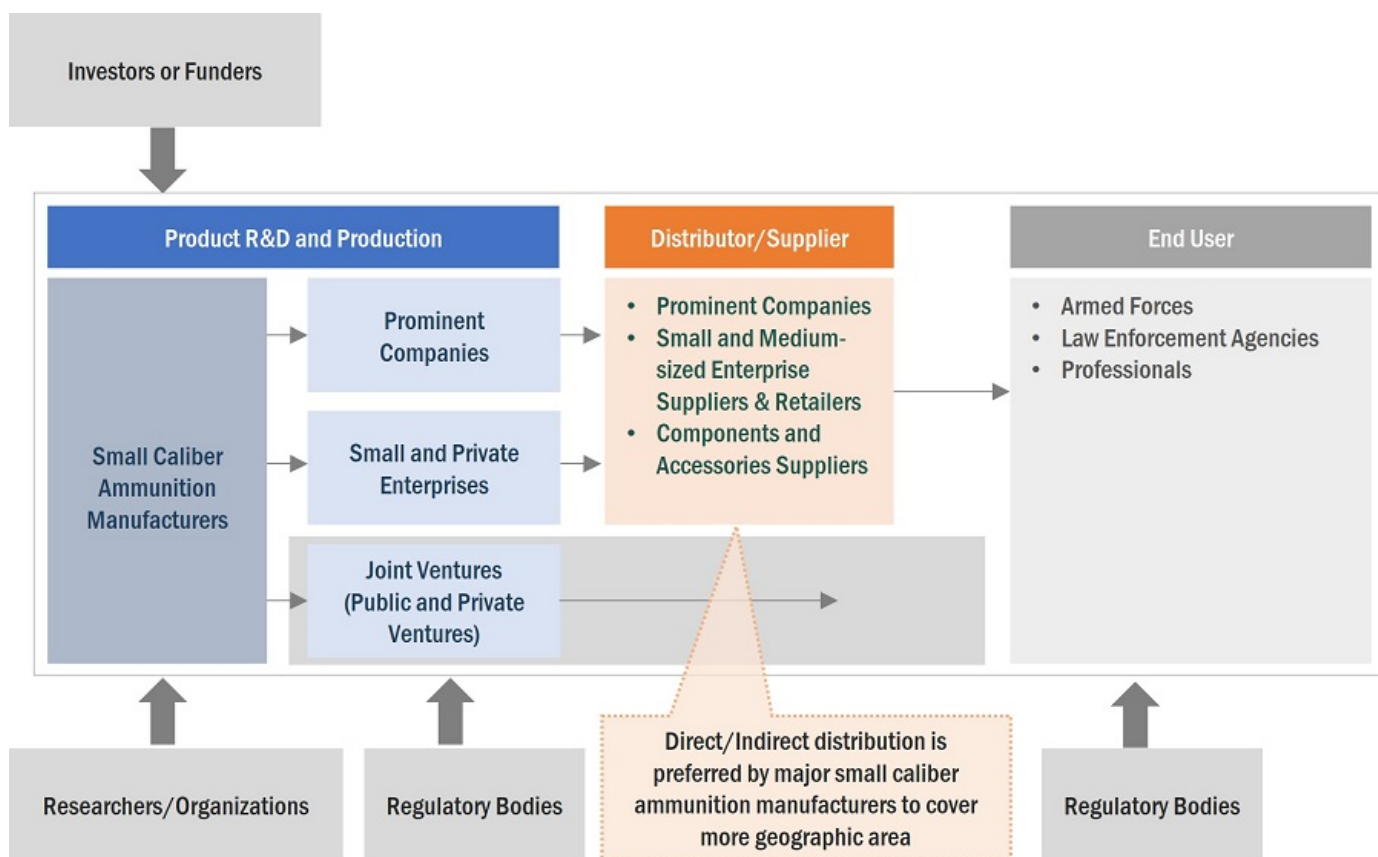 Investors or Funders
Product R&D and Production
Distributor/Supplier
End User
Small Caliber
Ammunition
Manufacturers
Prominent
Companies
Small and Private
Enterprises
Joint Ventures
(Public and Private
Ventures)
• Prominent Companies
• Small and Medium-
sized Enterprise
Suppliers & Retailers
• Components and
Accessories Suppliers
• Armed Forces
• Law Enforcement Agencies
• Professionals
Researchers/Organizations
Regulatory Bodies
Direct/Indirect distribution is
preferred by major small caliber
ammunition manufacturers to cover
more geographic area
Regulatory Bodies